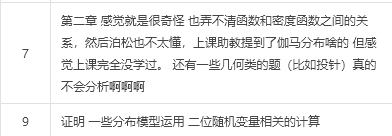 第二章 感觉就是很奇怪 也弄不清函数和密度函数之间的关
系，然后泊松也不太懂，上课助教提到了伽马分布啥的 但感
7
觉上课完全没学过。 还有一些几何类的题（比如投针）真的
不会分析啊啊啊
9
证明 一些分布模型运用 二位随机变量相关的计算